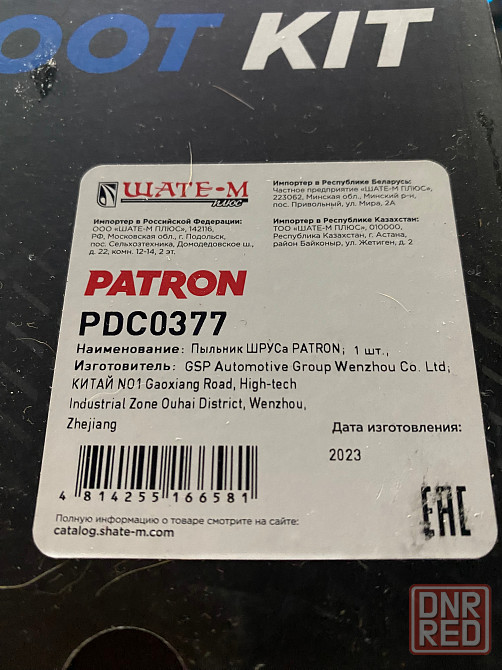 OOT KIT
ШАТЕ-М
ПЛЮС
Импортер в Российской Федерации:
ООО «ШАТЕ-М ПЛЮС», 142116,
РФ, Московская обл., г. Подольск,
пос. Сельхозтехника, Домодедовское ш.,
д. 22, комн. 12-14, 2 эт.
Импортер в Республике Беларусь:
Частное предприятие «ШАТЕ-М ПЛЮС»,
223062, Минская обл., Минский р-н,
пос. Привольный, ул. Мира, 2А
Импортер в Республике Казахстан:
ТОО «ШАТЕ-М ПЛЮС», 010000,
Республика Казахстан, г. Астана,
район Байконыр, ул. Жетиген, д. 2
PATRON
PDC0377
Наименование: Пыльник ШРУСа PATRON; 1 шт.,
Изготовитель: GSP Automotive Group Wenzhou Co. Ltd;
КИТАЙ NO1 Gaoxiang Road, High-tech
Industrial Zone Ouhai District, Wenzhou,
Zhejiang
Дата изготовления:
2023
4 814255 166581
Полную информацию о товаре смотрите на сайте:
catalog.shate-m.com
EAC
DNR
RED